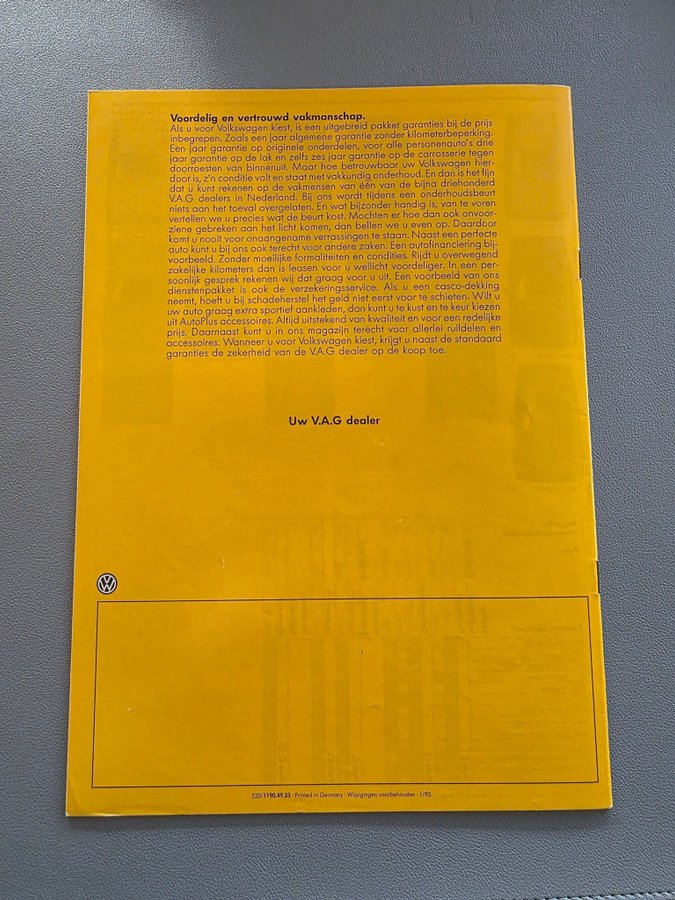 Voordelig en vertrouwd vakmanschap.
Als u voor Volkswagen kiest, is een uitgebreid pakket garanties bij de prijs
inbegrepen. Zoals een jaar algemene garantie zonder kilometerbeperking.
Een jaar garantie op originele onderdelen, voor alle personenauto's drie
jaar garantie op de lak en zelfs zes jaar garantie op de carrosserie tegen
doorroesten van binnenuit. Maar hoe betrouwbaar uw Volkswagen hier-
door is, z'n conditie valt en staat met vakkundig onderhoud. En dan is het fijn
dat u kunt rekenen op de vakmensen van één van de bijna driehonderd
V.A.G dealers in Nederland. Bij ons wordt tijdens een onderhoudsbeurt
niets aan het toeval overgelaten. En wat bijzonder handig is, van te voren
vertellen we u precies wat de beurt kost. Mochten er hoe dan ook onvoor-
ziene gebreken aan het licht komen, dan bellen we u even op. Daardoor
komt u nooit voor onaangename verrassingen te staan. Naast een perfecte
auto kunt u bij ons ook terecht voor andere zaken. Een autofinanciering bij-
voorbeeld. Zonder moeilijke formaliteiten en condities. Rijdt u overwegend
zakelijke kilometers dan is leasen voor u wellicht voordeliger. In een per-
soonlijk gesprek rekenen wij dat graag voor u uit. Een voorbeeld van ons
dienstenpakket is ook de verzekeringsservice. Als u een casco-dekking
neemt, hoeft u bij schadeherstel het geld niet eerst voor te schieten. Wilt u
uw auto graag extra sportief aankleden, dan kunt u te kust en te keur kiezen
uit AutoPlus accessoires. Altijd uitstekend van kwaliteit en voor een redelijke
prijs. Daarnaast kunt u in ons magazijn terecht voor allerlei ruildelen en
accessoires. Wanneer u voor Volkswagen kiest, krijgt u naast de standaard
garanties de zekerheid van de V.A.G dealer op de koop toe.
Uw V.A.G dealer
VW
520/1190.49.33 · Printed in Germany · Wijzigingen voorbehouden · 1/85